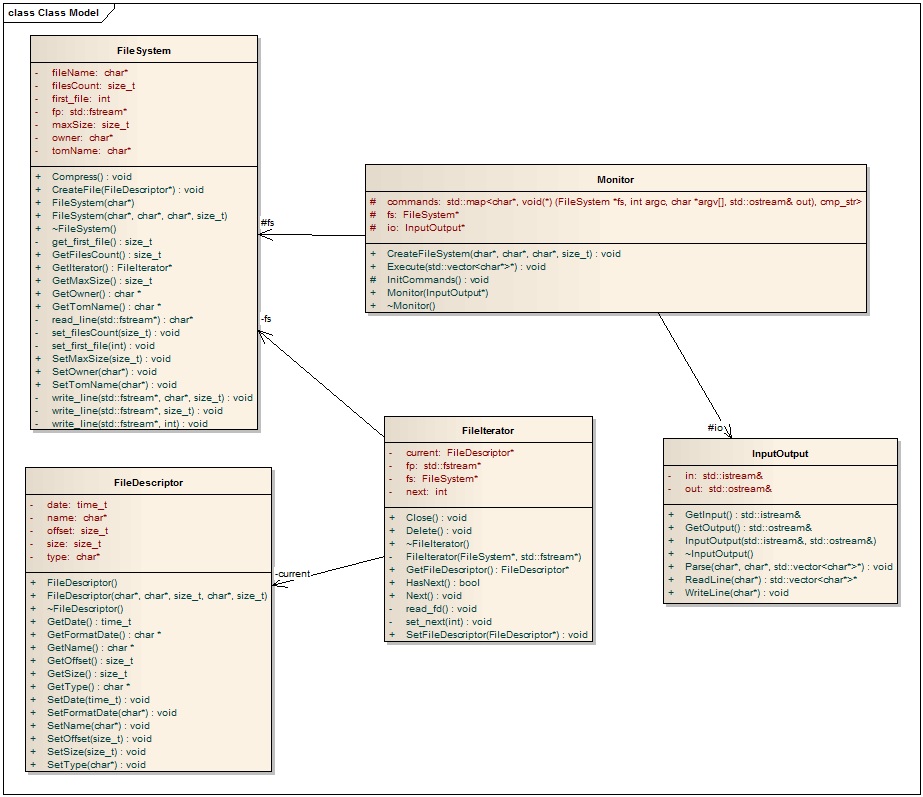 class Class Model
FileSystem
- fileName: char*
- filesCount: size_t
- first_file: int
- fp: std::fstream*
- maxSize: size_t
- owner: char*
- tomName: char*
+ Compress() : void
+ CreateFile(FileDescriptor*) : void
+ FileSystem(char*)
+ FileSystem(char*, char*, char*, size_t)
+ ~FileSystem()
- get_first_file() : size_t
+ GetFilesCount() : size_t
+ GetIterator() : FileIterator*
+ GetMaxSize() : size_t
+ GetOwner() : char *
+ GetTomName() : char *
- read_line(std::fstream*) : char*
- set_filesCount(size_t) : void
- set_first_file(int) : void
+ SetMaxSize(size_t) : void
+ SetOwner(char*) : void
+ SetTomName(char*) : void
- write_line(std::fstream*, char*, size_t) : void
- write_line(std::fstream*, size_t) : void
- write_line(std::fstream*, int) : void
#fs
-fs
Monitor
# commands: std::map<char*, void(*) (FileSystem *fs, int argc, char *argv[], std::ostream& out), cmp_str>
# fs: FileSystem*
# io: InputOutput*
+ CreateFileSystem(char*, char*, char*, size_t) : void
+ Execute(std::vector<char*>*) : void
# InitCommands() : void
+ Monitor(InputOutput*)
+ ~Monitor()
#io
FileIterator
- current: FileDescriptor*
- fp: std::fstream*
- fs: FileSystem*
- next: int
+ Close() : void
+ Delete() : void
+ ~FileIterator()
- FileIterator(FileSystem*, std::fstream*)
+ GetFileDescriptor() : FileDescriptor*
+ HasNext() : bool
+ Next() : void
- read_fd() : void
- set_next(int) : void
+ SetFileDescriptor(FileDescriptor*) : void
InputOutput
- in: std::istream&
- out: std::ostream&
+ GetInput() : std::istream&
+ GetOutput() : std::ostream&
+ InputOutput(std::istream&, std::ostream&)
+ ~InputOutput()
+ Parse(char*, char*, std::vector<char*>*) : void
+ ReadLine(char*) : std::vector<char*>*
+ WriteLine(char*) : void
-current
FileDescriptor
- date: time_t
- name: char*
- offset: size_t
- size: size_t
- type: char*
+ FileDescriptor()
+ FileDescriptor(char*, char*, size_t, char*, size_t)
+ ~FileDescriptor()
+ GetDate() : time_t
+ GetFormatDate() : char *
+ GetName() : char *
+ GetOffset() : size_t
+ GetSize() : size_t
+ GetType() : char *
+ SetDate(time_t) : void
+ SetFormatDate(char*) : void
+ SetName(char*) : void
+ SetOffset(size_t) : void
+ SetSize(size_t) : void
+ SetType(char*) : void